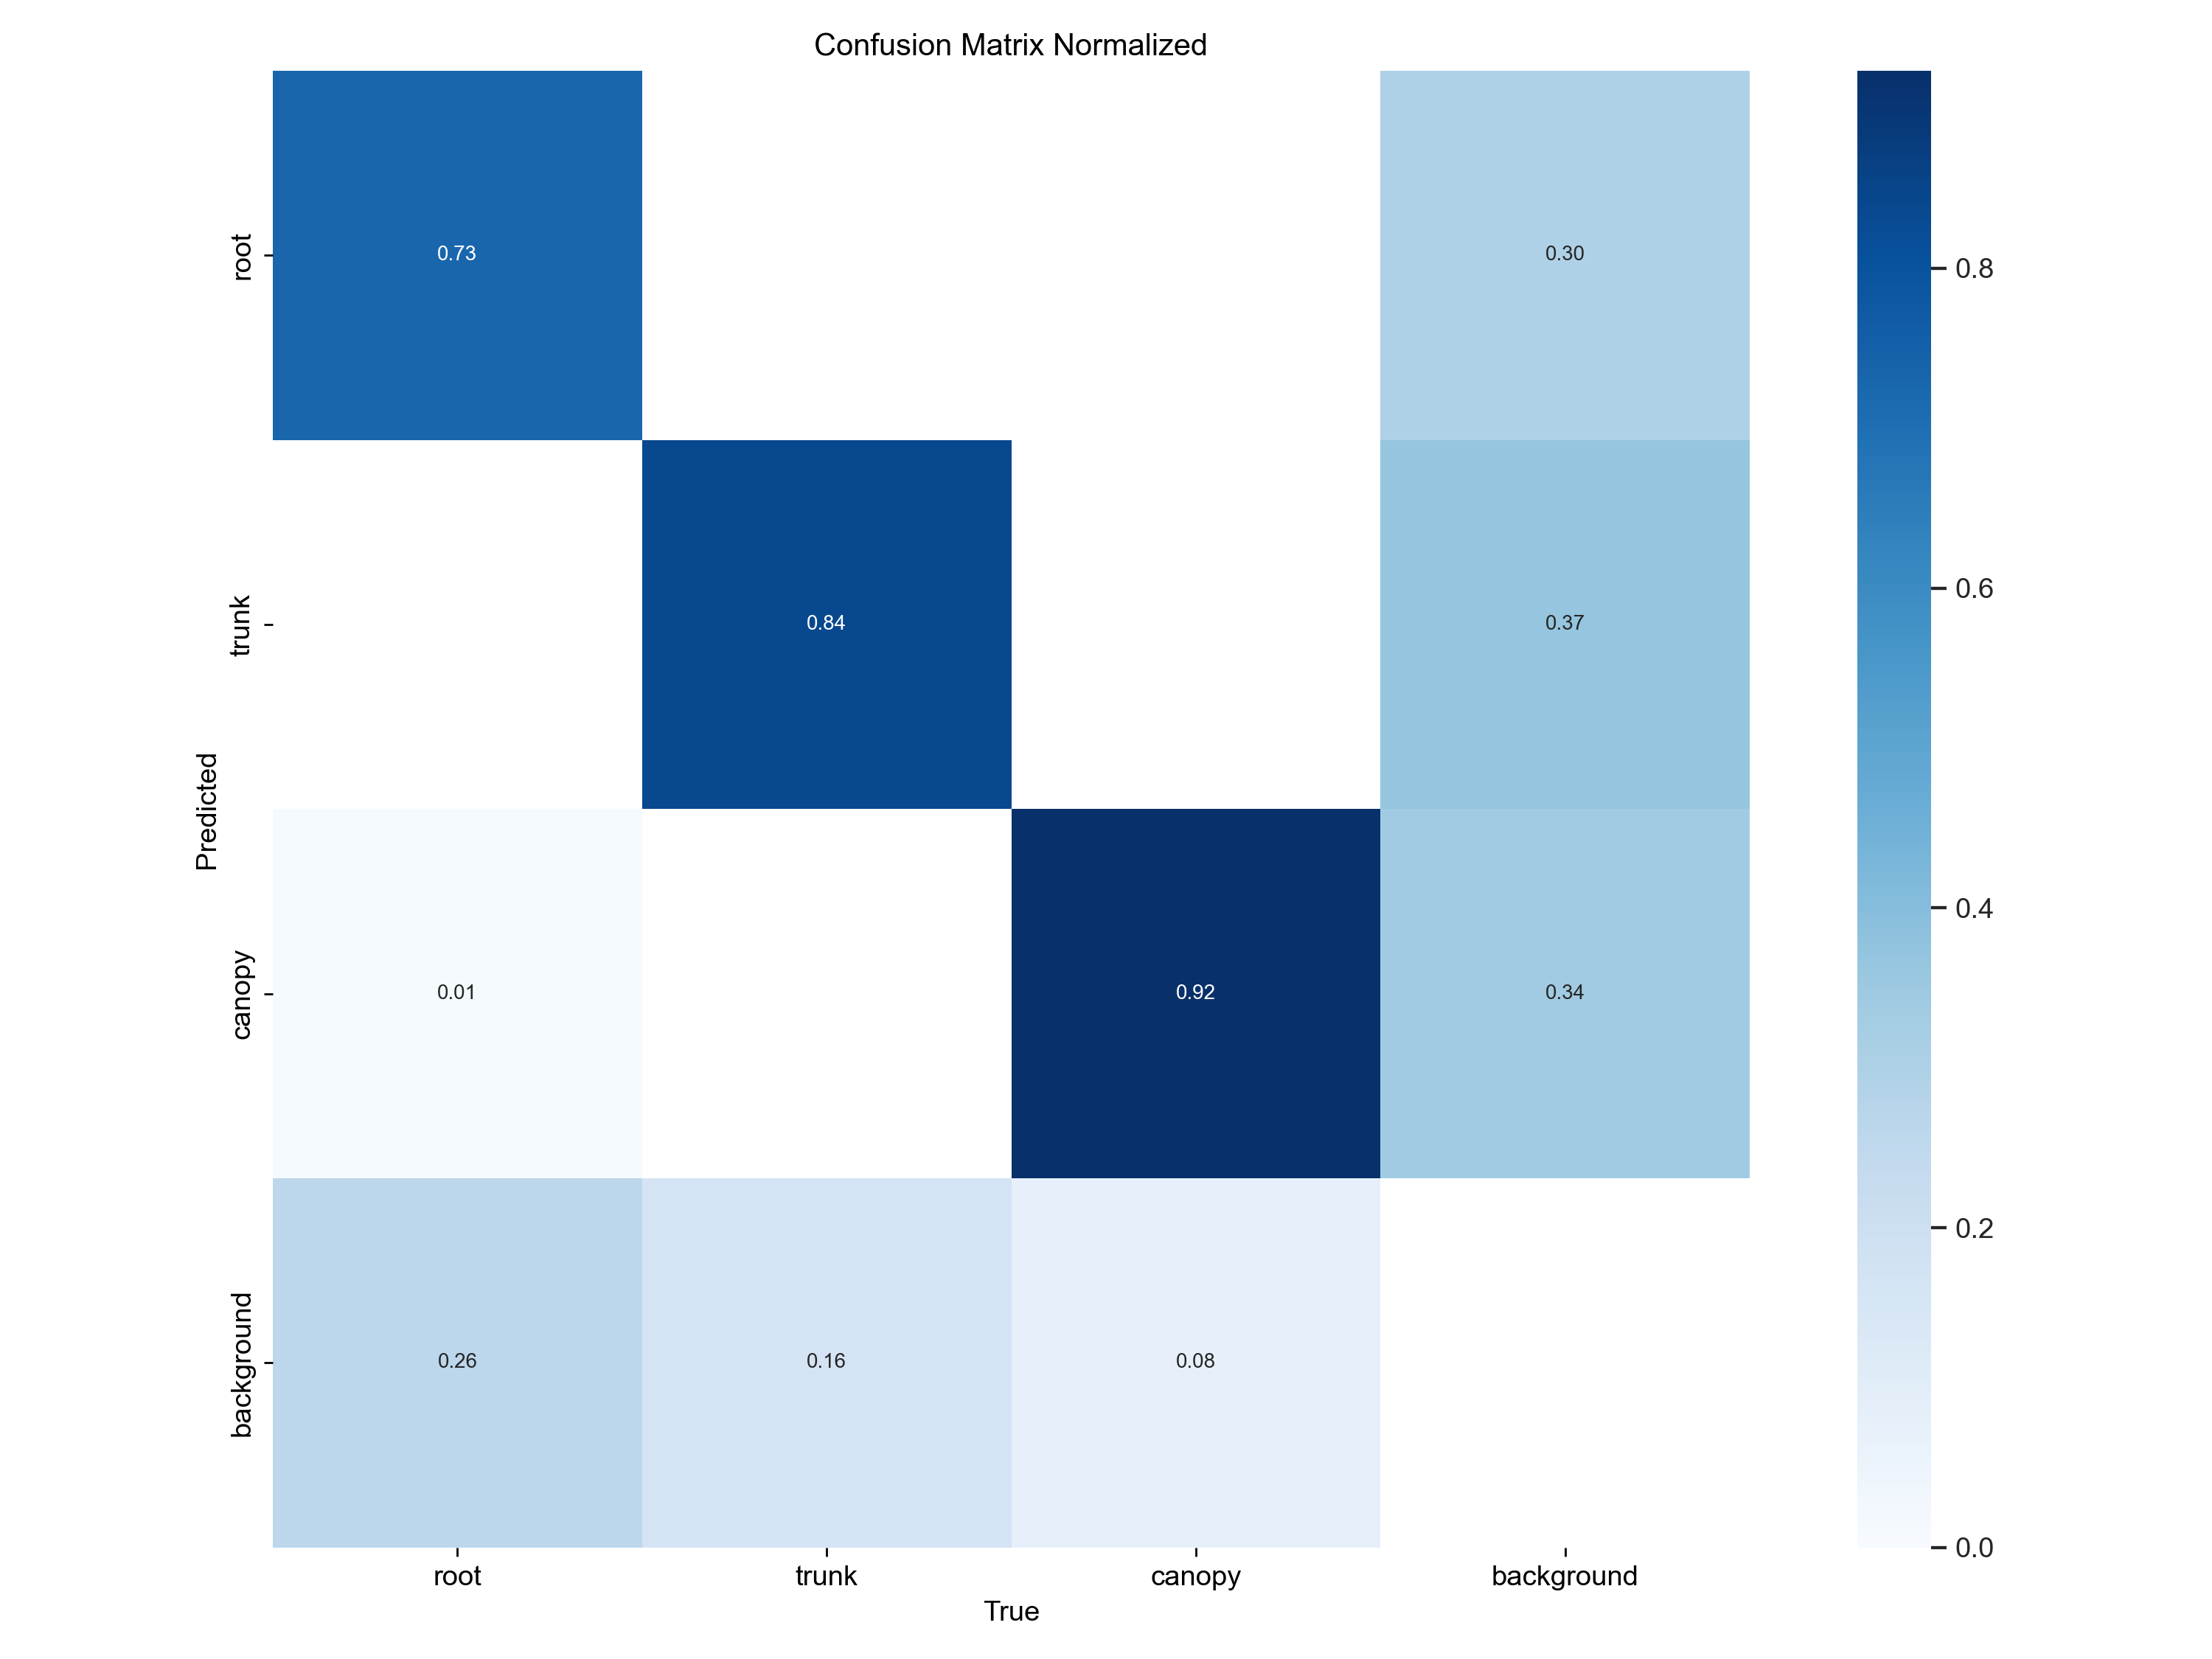 Confusion Matrix Normalized
root
0.73
0.30
0.8
trunk
0.84
0.37
0.6
Predicted
canopy
0.01
0.92
0.34
0.4
background
0.26
0.16
0.08
0.2
0.0
root trunk canopy background
True